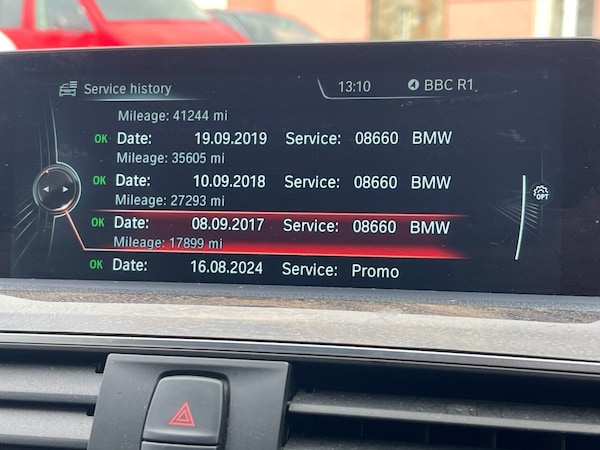 Service history 13:10 BBC R1
Mileage: 41244 mi
OK Date: 19.09.2019 Service: 08660 BMW
Mileage: 35605 mi
OK Date: 10.09.2018 Service: 08660 BMW
Mileage: 27293 mi
OK Date: 08.09.2017 Service: 08660 BMW
Mileage: 17899 mi
OK Date: 16.08.2024 Service: Promo
OPT